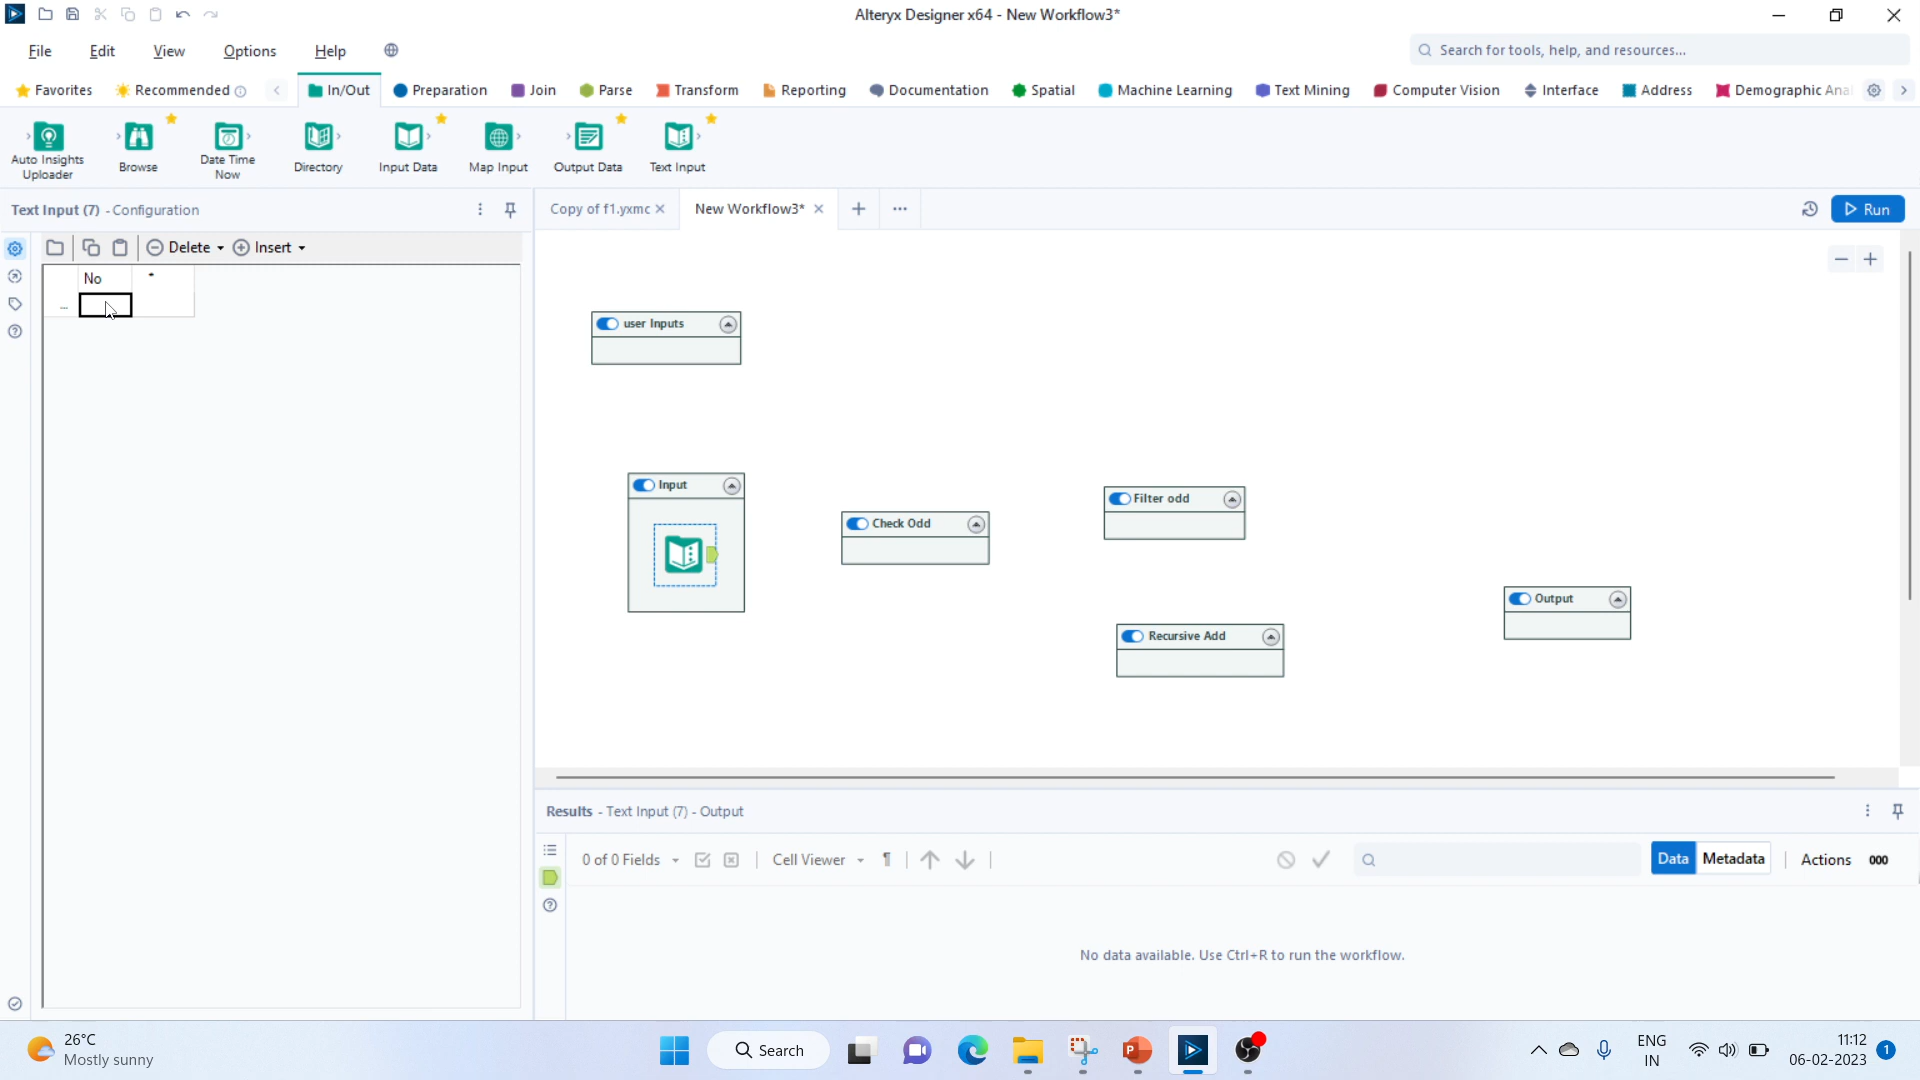 Alteryx Designer x64 - New Workflow3*
File Edit View Options Help
Search for tools, help, and resources...
Favorites Recommended In/Out Preparation Join Parse Transform Reporting Documentation Spatial Machine Learning Text Mining Computer Vision Interface Address Demographic Ana
Auto Insights Uploader
Browse
Date Time Now
Directory
Input Data
Map Input
Output Data
Text Input
Text Input (7) - Configuration
Copy of f1.yxmc
New Workflow3*
Run
Delete Insert
No *
...
user Inputs
Input
Check Odd
Filter odd
Recursive Add
Output
Results - Text Input (7) - Output
0 of 0 Fields Cell Viewer ¶ Data Metadata Actions 000
No data available. Use Ctrl+R to run the workflow.
26°C
Mostly sunny
Search
ENG
IN
11:12
06-02-2023
1